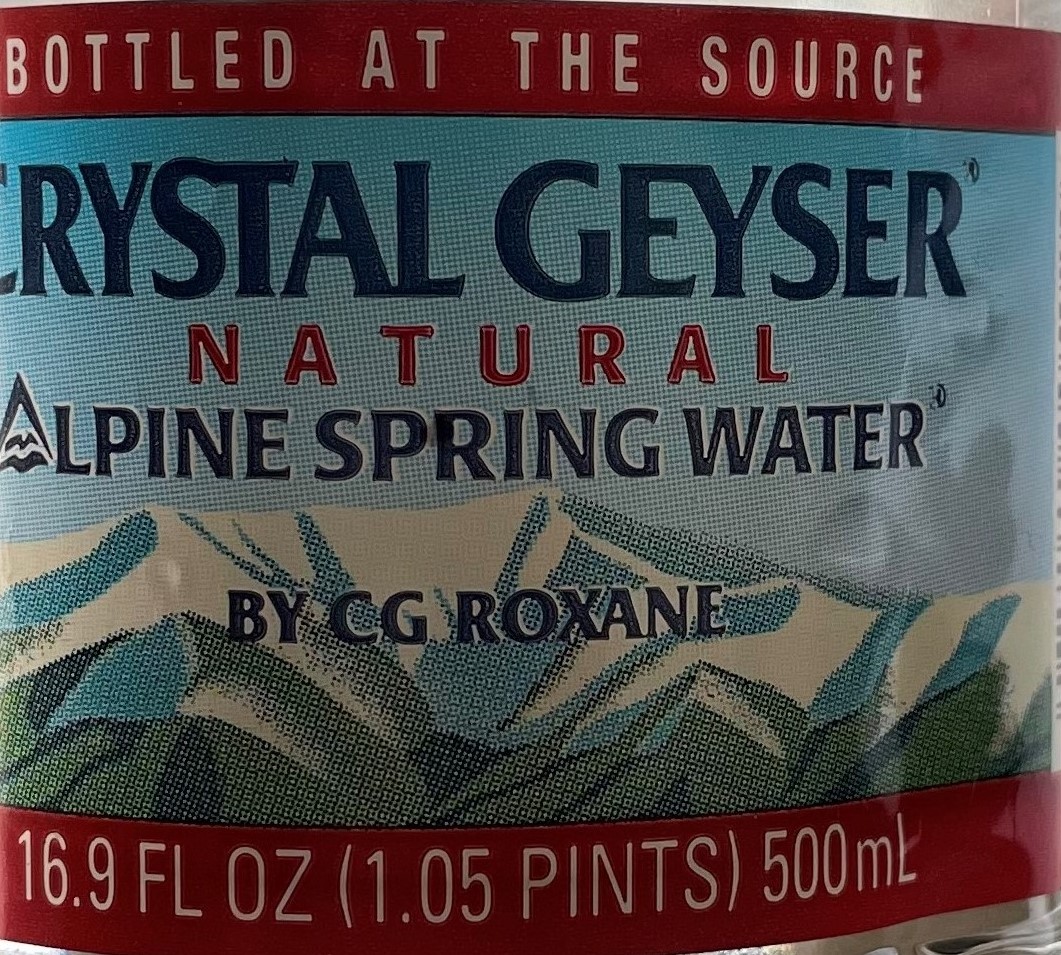 BOTTLED AT THE SOURCE
CRYSTAL GEYSER®
NATURAL
ALPINE SPRING WATER®
BY CG ROXANE
16.9 FL OZ (1.05 PINTS) 500mL